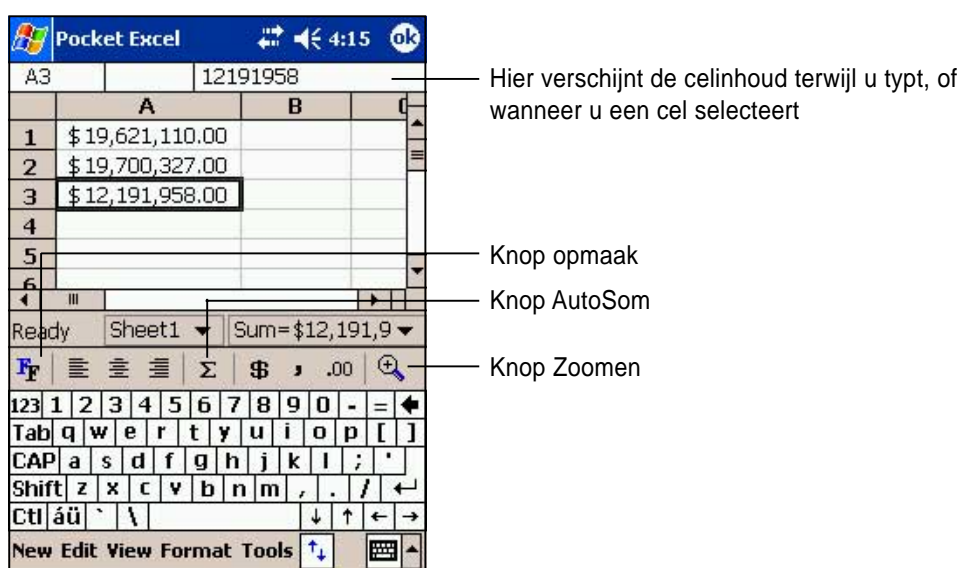 Pocket Excel 4:15 ok
A3 12191958
A B
1 $19,621,110.00
2 $19,700,327.00
3 $12,191,958.00
4
5
6
Ready Sheet1 Sum=$12,191,9
FF Σ $ , .00
123 1 2 3 4 5 6 7 8 9 0 - =
Tab q w e r t y u i o p [ ]
CAP a s d f g h j k l ; '
Shift z x c v b n m , . /
Ctl áü ` \ ↓ ↑ ← →
New Edit View Format Tools
Hier verschijnt de celinhoud terwijl u typt, of
wanneer u een cel selecteert
Knop opmaak
Knop AutoSom
Knop Zoomen